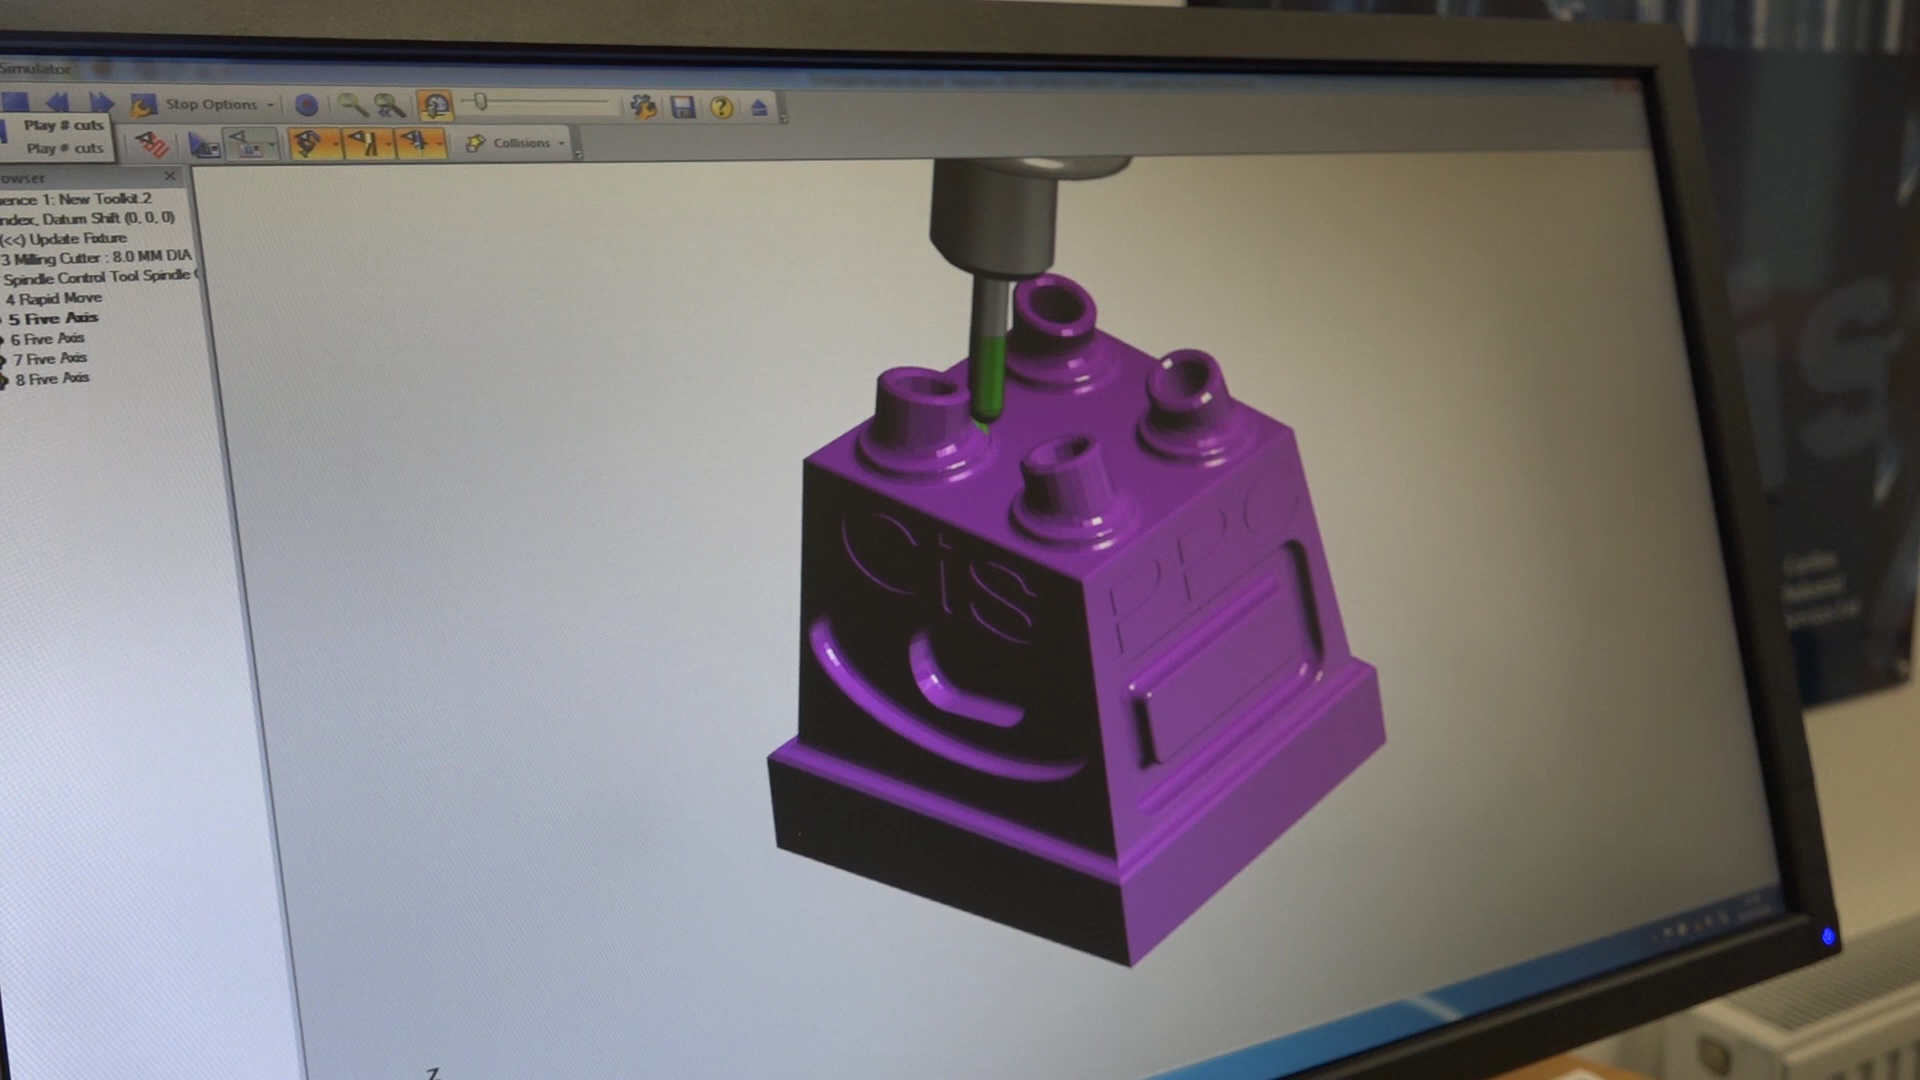 Simulator
Stop Options
Play # cuts
Play # cuts
Collisions
owser
ence 1: New Toolkit.2
ndex, Datum Shift (0, 0, 0)
(<<) Update Fixture
3 Milling Cutter : 8.0 MM DIA
Spindle Control Tool Spindle
4 Rapid Move
5 Five Axis
6 Five Axis
7 Five Axis
8 Five Axis
Cis
PPC
Z